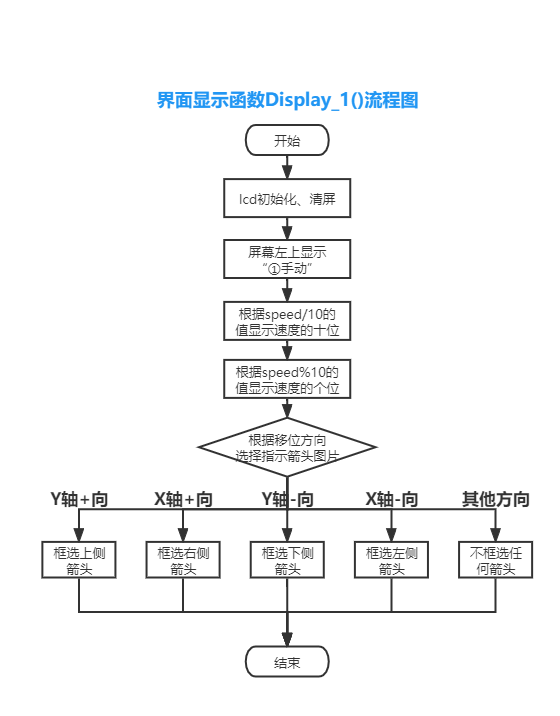 界面显示函数Display_1()流程图
开始
lcd初始化、清屏
屏幕左上显示
“①手动”
根据speed/10的
值显示速度的十位
根据speed%10的
值显示速度的个位
根据移位方向
选择指示箭头图片
Y轴+向
X轴+向
Y轴-向
X轴-向
其他方向
框选上侧
箭头
框选右侧
箭头
框选下侧
箭头
框选左侧
箭头
不框选任
何箭头
结束